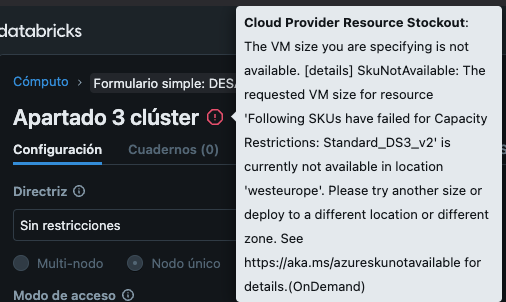 databricks
Cómputo > Formulario simple: DES
Apartado 3 clúster
Configuración Cuadernos (0)
Directriz
Sin restricciones
Multi-nodo Nodo único
Modo de acceso
Cloud Provider Resource Stockout:
The VM size you are specifying is not
available. [details] SkuNotAvailable: The
requested VM size for resource
'Following SKUs have failed for Capacity
Restrictions: Standard_DS3_v2' is
currently not available in location
'westeurope'. Please try another size or
deploy to a different location or different
zone. See
https://aka.ms/azureskunotavailable for
details.(OnDemand)